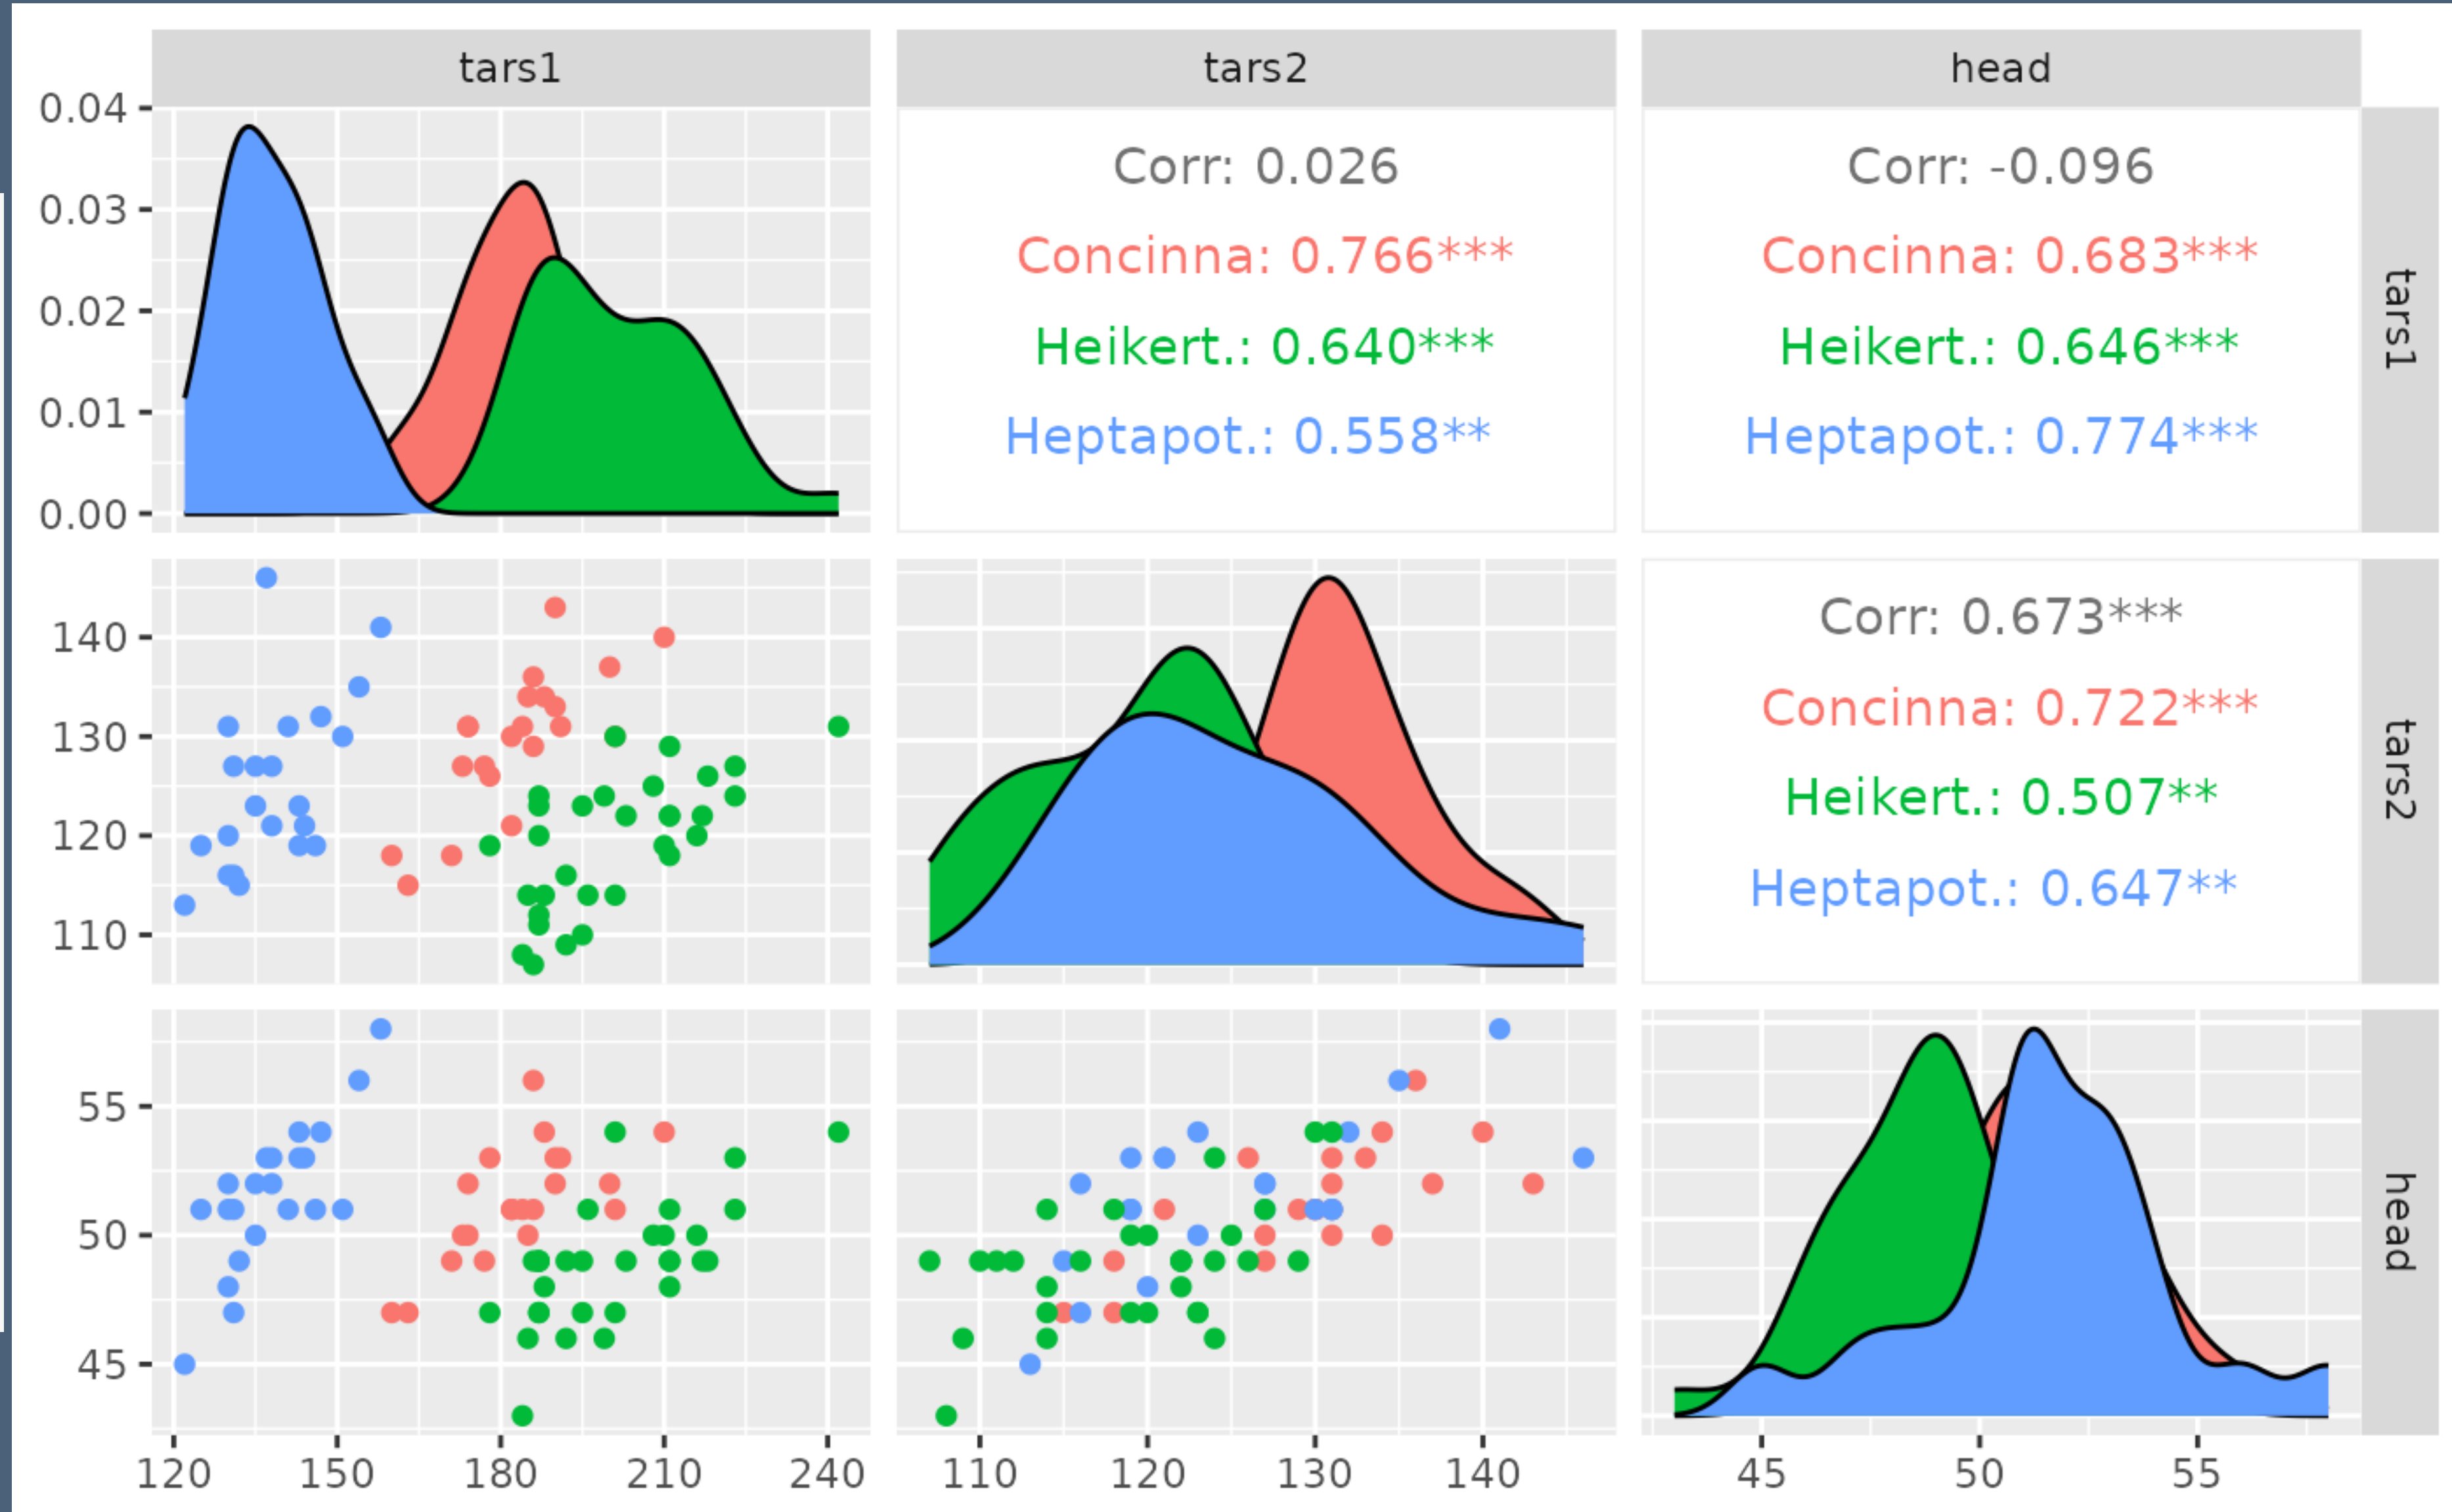 tars1
tars2
head
0.04
0.03
0.02
0.01
0.00
Corr: 0.026
Concinna: 0.766***
Heikert.: 0.640***
Heptapot.: 0.558**
Corr: -0.096
Concinna: 0.683***
Heikert.: 0.646***
Heptapot.: 0.774***
tars1
140
130
120
110
Corr: 0.673***
Concinna: 0.722***
Heikert.: 0.507**
Heptapot.: 0.647**
tars2
55
50
45
head
120 150 180 210 240 110 120 130 140 45 50 55